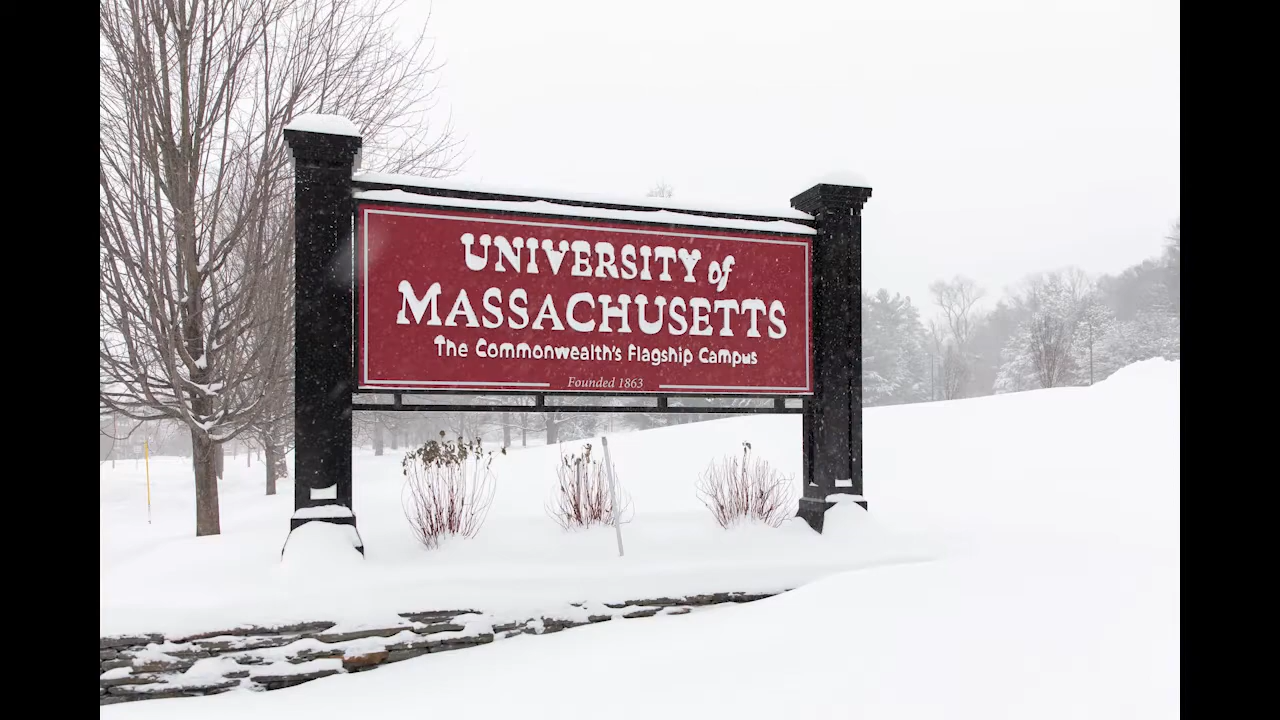 UNIVERSITY of
MASSACHUSETTS
The Commonwealth's Flagship Campus
Founded 1863